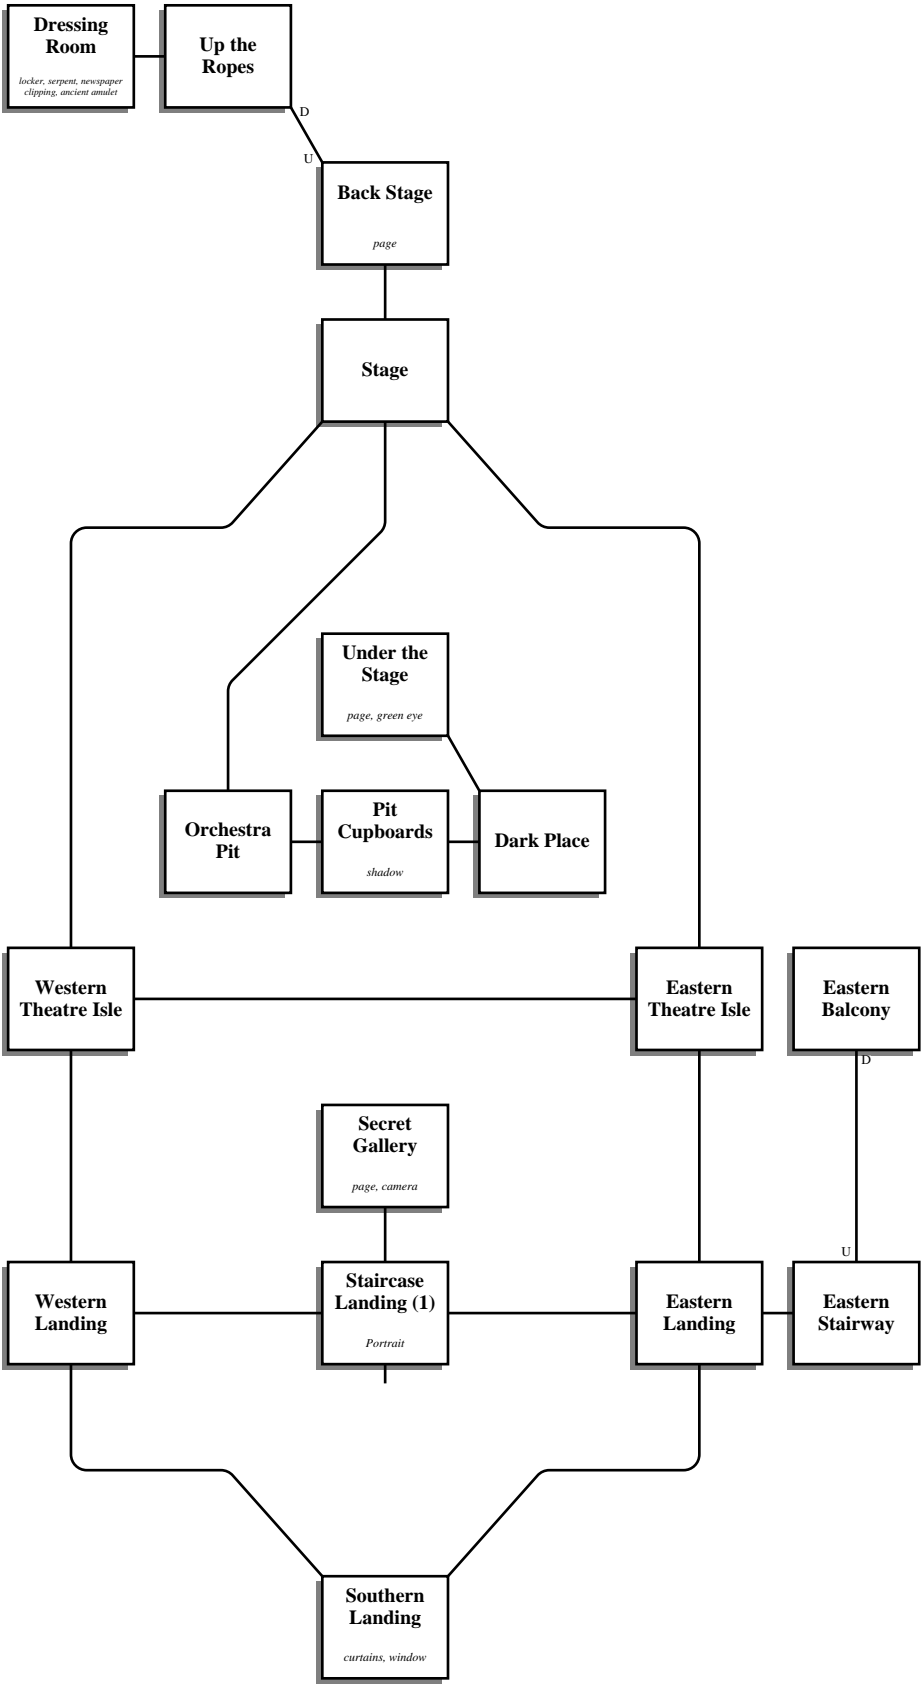 Dressing
Room
locker, serpent, newspaper
clipping, ancient amulet
Up the
Ropes
D
U
Back Stage
page
Stage
Under the
Stage
page, green eye
Orchestra
Pit
Pit
Cupboards
shadow
Dark Place
Western
Theatre Isle
Eastern
Theatre Isle
Eastern
Balcony
D
Secret
Gallery
page, camera
U
Western
Landing
Staircase
Landing (1)
Portrait
Eastern
Landing
Eastern
Stairway
Southern
Landing
curtains, window